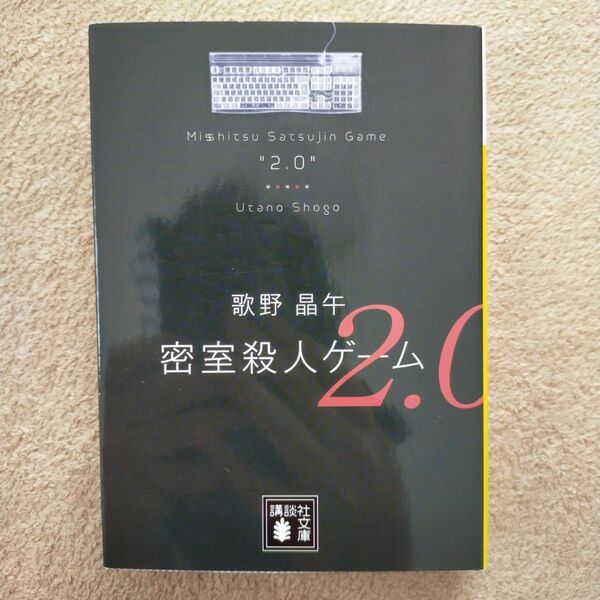 Misshitsu Satsujin Game
"2.0"
*****
Utano Shogo
歌野 晶午
密室殺人ゲーム2.0
講談社
文庫